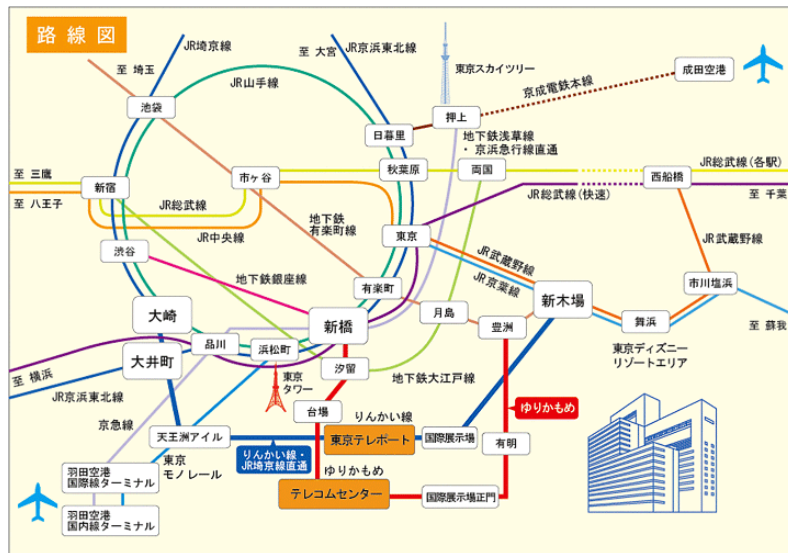 路線図
JR埼京線
至 大宮
JR京浜東北線
至 埼玉
JR山手線
東京スカイツリー
京成電鉄本線
成田空港
池袋
押上
日暮里
地下鉄浅草線
・京浜急行線直通
至 三鷹
新宿
市ヶ谷
秋葉原
両国
西船橋
JR総武線(各駅)
至 八王子
JR総武線(快速)
至 千葉
JR総武線
JR中央線
地下鉄
有楽町線
東京
渋谷
JR武蔵野線
JR武蔵野線
地下鉄銀座線
JR京葉線
有楽町
新木場
市川塩浜
大崎
新橋
月島
豊洲
舞浜
至 蘇我
大井町
品川
浜松町
汐留
東京ディズニー
リゾートエリア
至 横浜
JR京浜東北線
東京
タワー
地下鉄大江戸線
京急線
台場
ゆりかもめ
りんかい線
天王洲アイル
東京テレポート
国際展示場
有明
りんかい線・
JR埼京線直通
東京
モノレール
羽田空港
国際線ターミナル
ゆりかもめ
テレコムセンター
国際展示場正門
羽田空港
国内線ターミナル